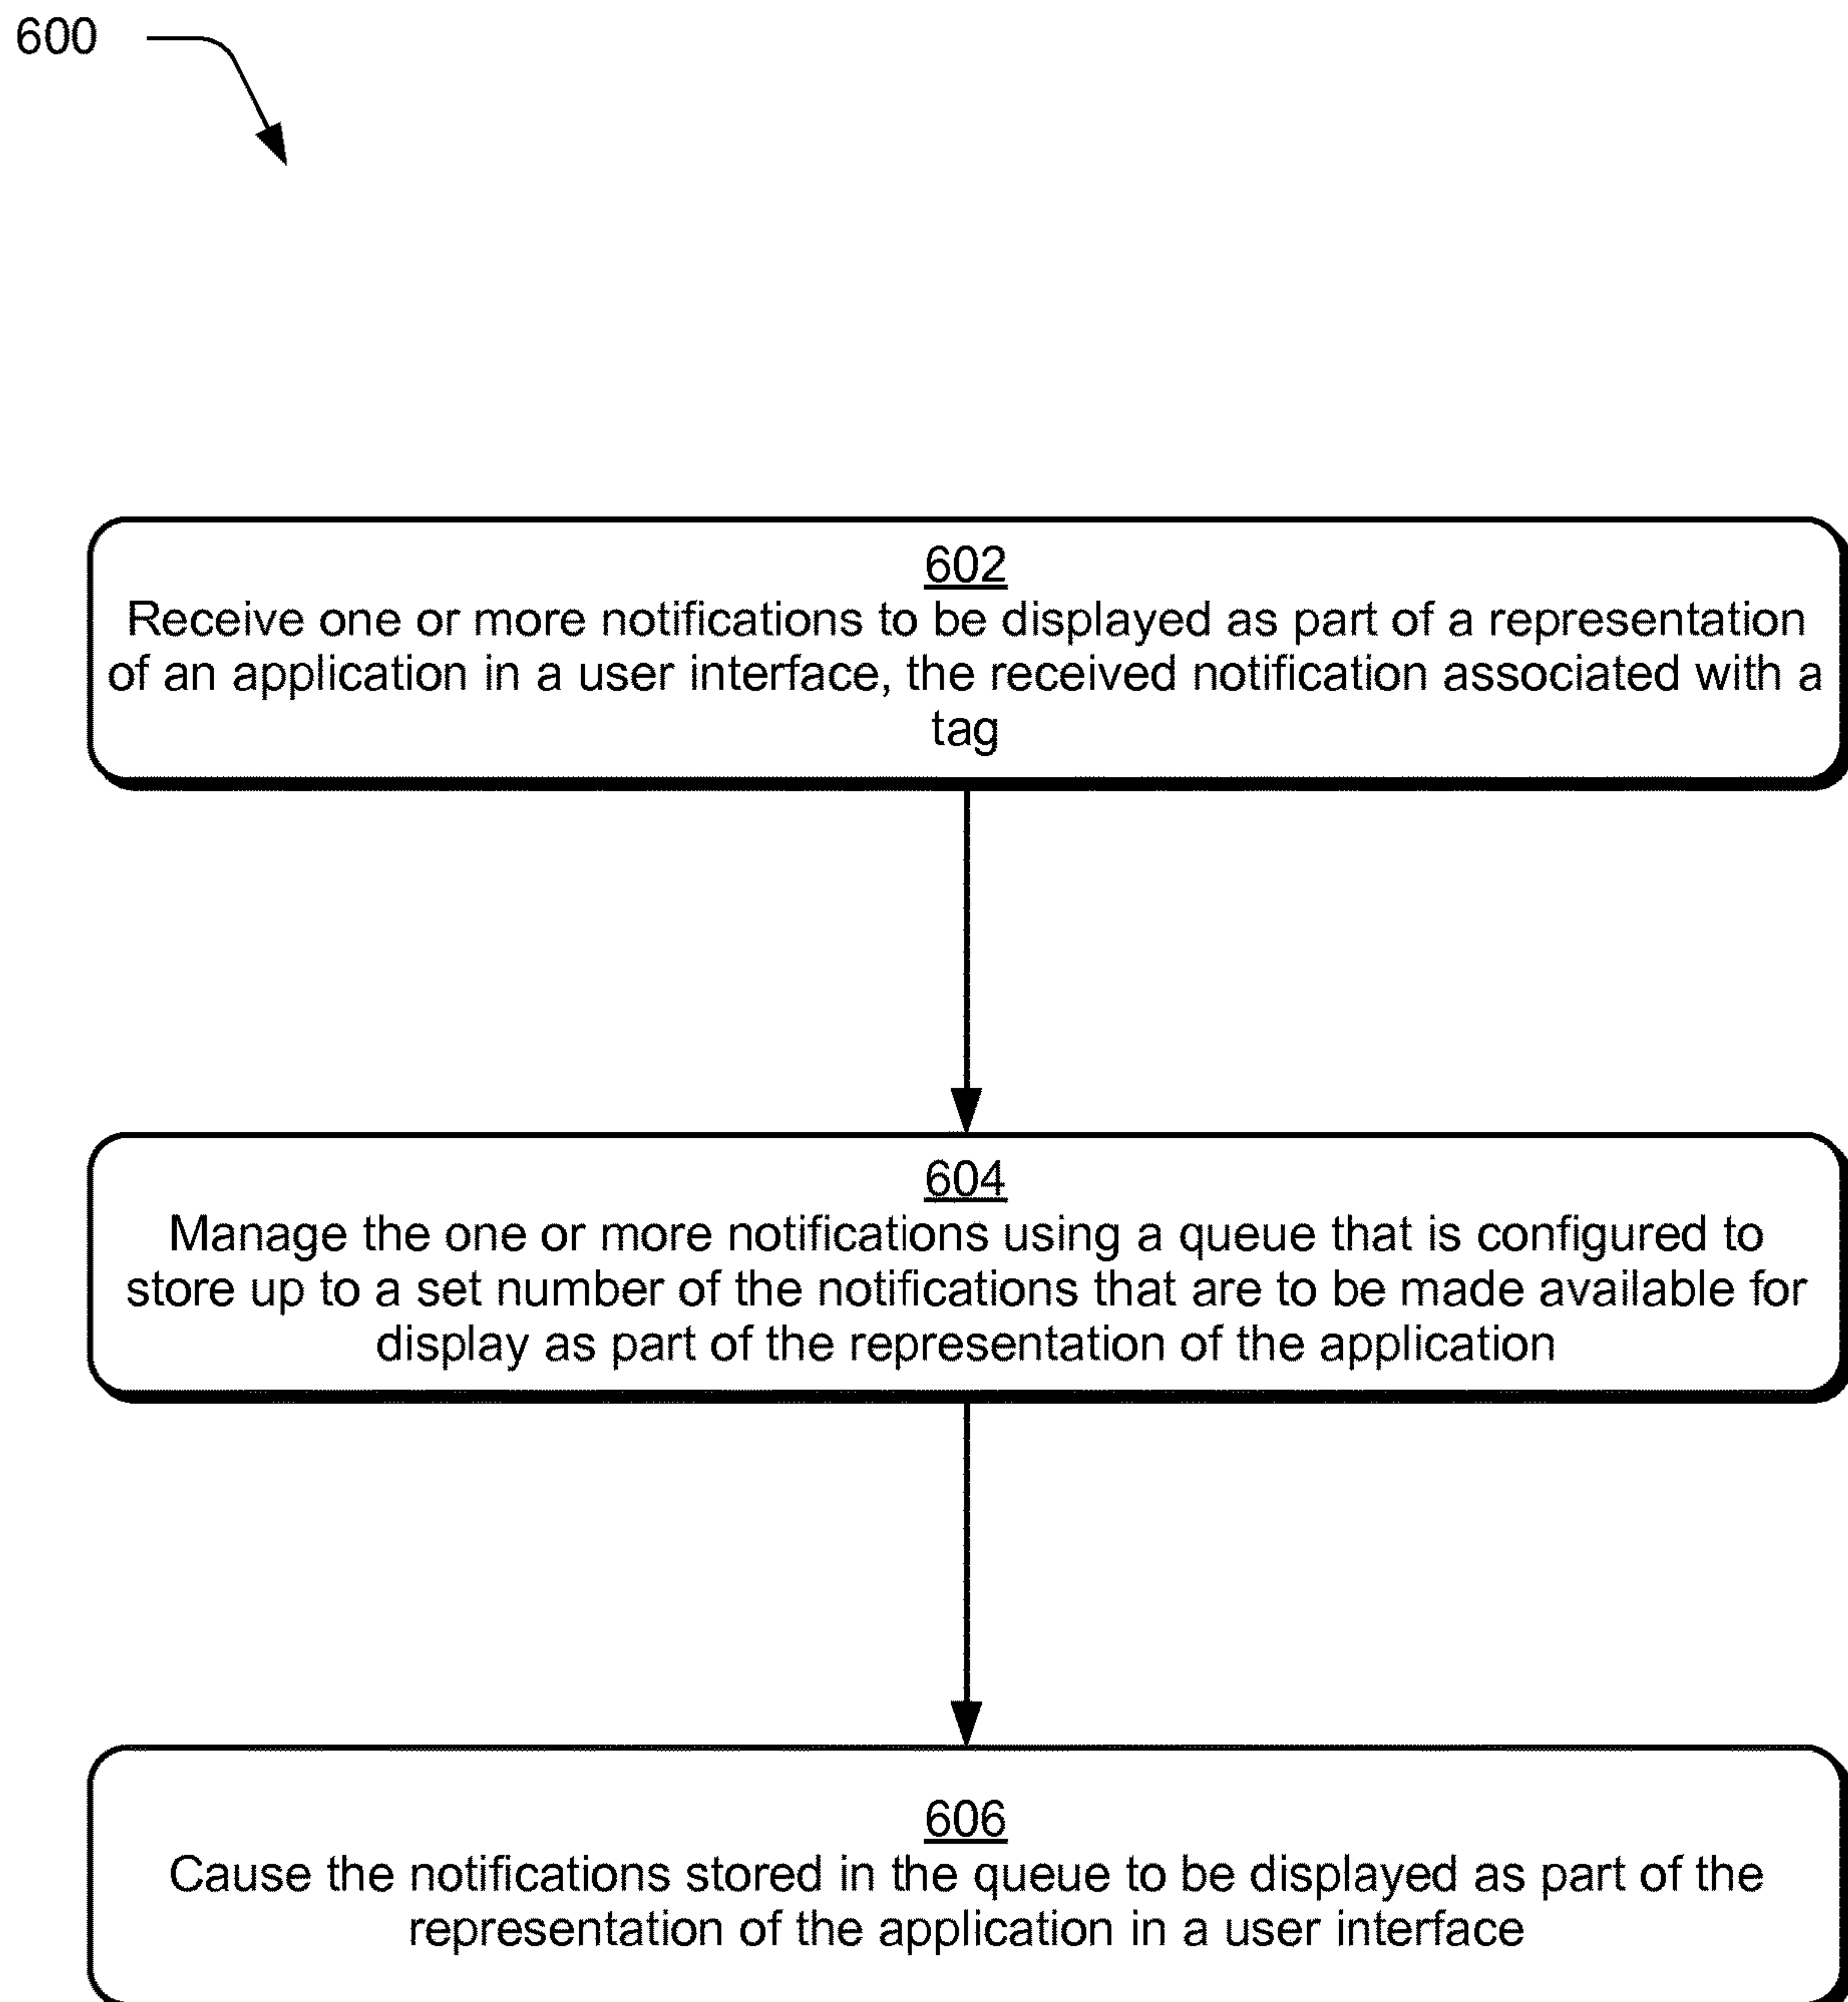 600
602
Receive one or more notifications to be displayed as part of a representation
of an application in a user interface, the received notification associated with a
tag
604
Manage the one or more notifications using a queue that is configured to
store up to a set number of the notifications that are to be made available for
display as part of the representation of the application
606
Cause the notifications stored in the queue to be displayed as part of the
representation of the application in a user interface